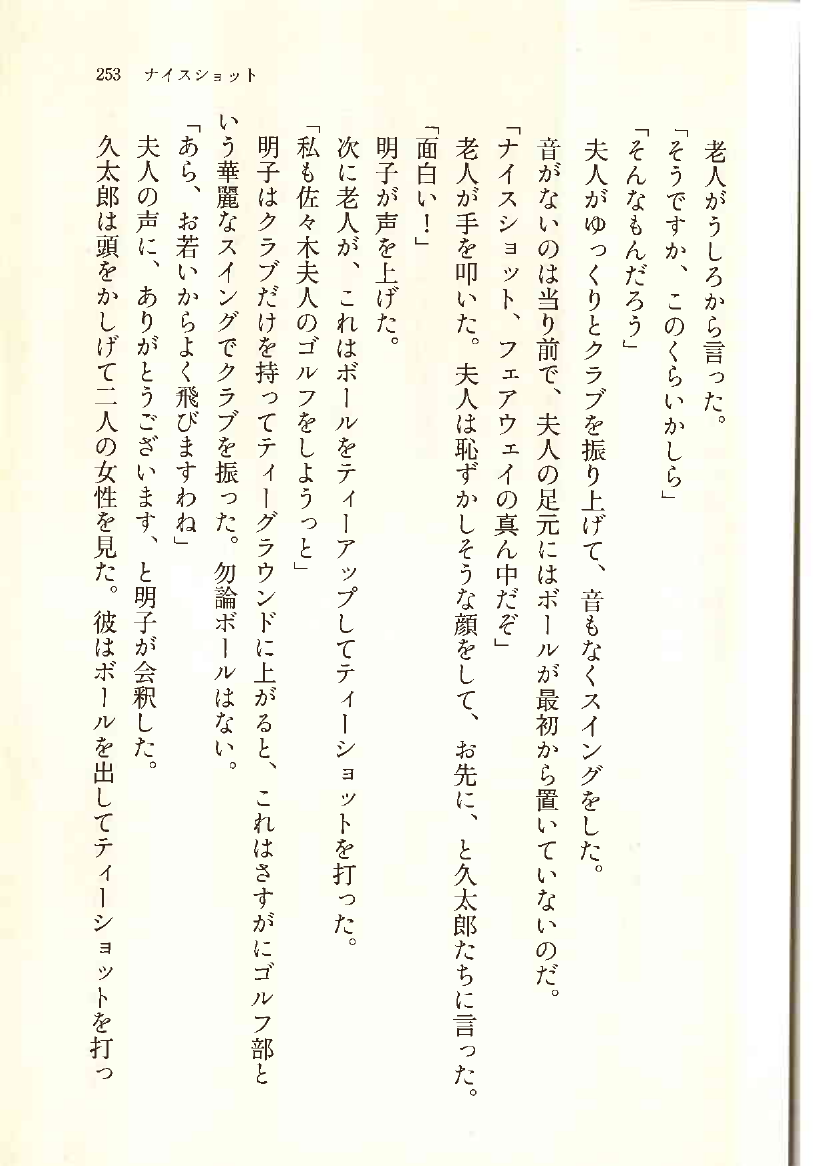 253 ナイスショット
老人がうしろから言った。
「そうですか、このくらいかしら」
「そんなもんだろう」
夫人がゆっくりとクラブを振り上げて、音もなくスイングをした。
音がないのは当り前で、夫人の足元にはボールが最初から置いていないのだ。
「ナイスショット、フェアウェイの真ん中だぞ」
老人が手を叩いた。夫人は恥ずかしそうな顔をして、お先に、と久太郎たちに言った。
「面白い！」
明子が声を上げた。
次に老人が、これはボールをティーアップしてティーショットを打った。
「私も佐々木夫人のゴルフをしようっと」
明子はクラブだけを持ってティーグラウンドに上がると、これはさすがにゴルフ部と
いう華麗なスイングでクラブを振った。勿論ボールはない。
「あら、お若いからよく飛びますわね」
夫人の声に、ありがとうございます、と明子が会釈した。
久太郎は頭をかしげて二人の女性を見た。彼はボールを出してティーショットを打っ